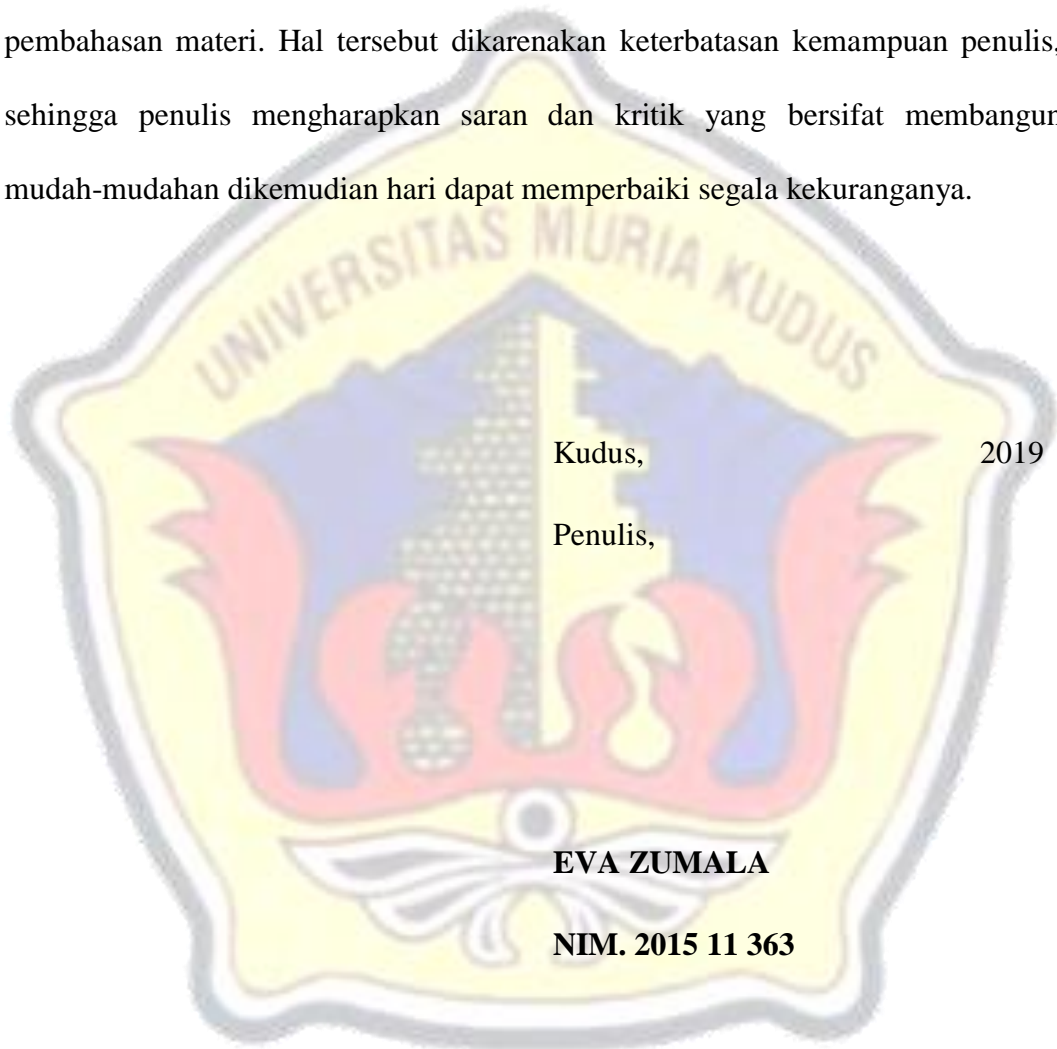 pembahasan materi. Hal tersebut dikarenakan keterbatasan kemampuan penulis,
sehingga penulis mengharapkan saran dan kritik yang bersifat membangun
mudah-mudahan dikemudian hari dapat memperbaiki segala kekuranganya.
UNIVERSITAS MURIA KUDUS
Kudus, 2019
Penulis,
EVA ZUMALA
NIM. 2015 11 363